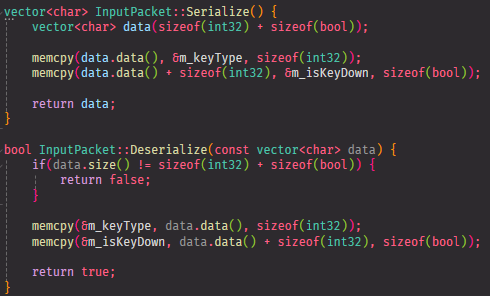 vector<char> InputPacket::Serialize() {
vector<char> data(sizeof(int32) + sizeof(bool));
memcpy(data.data(), &m_keyType, sizeof(int32));
memcpy(data.data() + sizeof(int32), &m_isKeyDown, sizeof(bool));
return data;
}
bool InputPacket::Deserialize(const vector<char> data) {
if(data.size() != sizeof(int32) + sizeof(bool)) {
return false;
}
memcpy(&m_keyType, data.data(), sizeof(int32));
memcpy(&m_isKeyDown, data.data() + sizeof(int32), sizeof(bool));
return true;
}